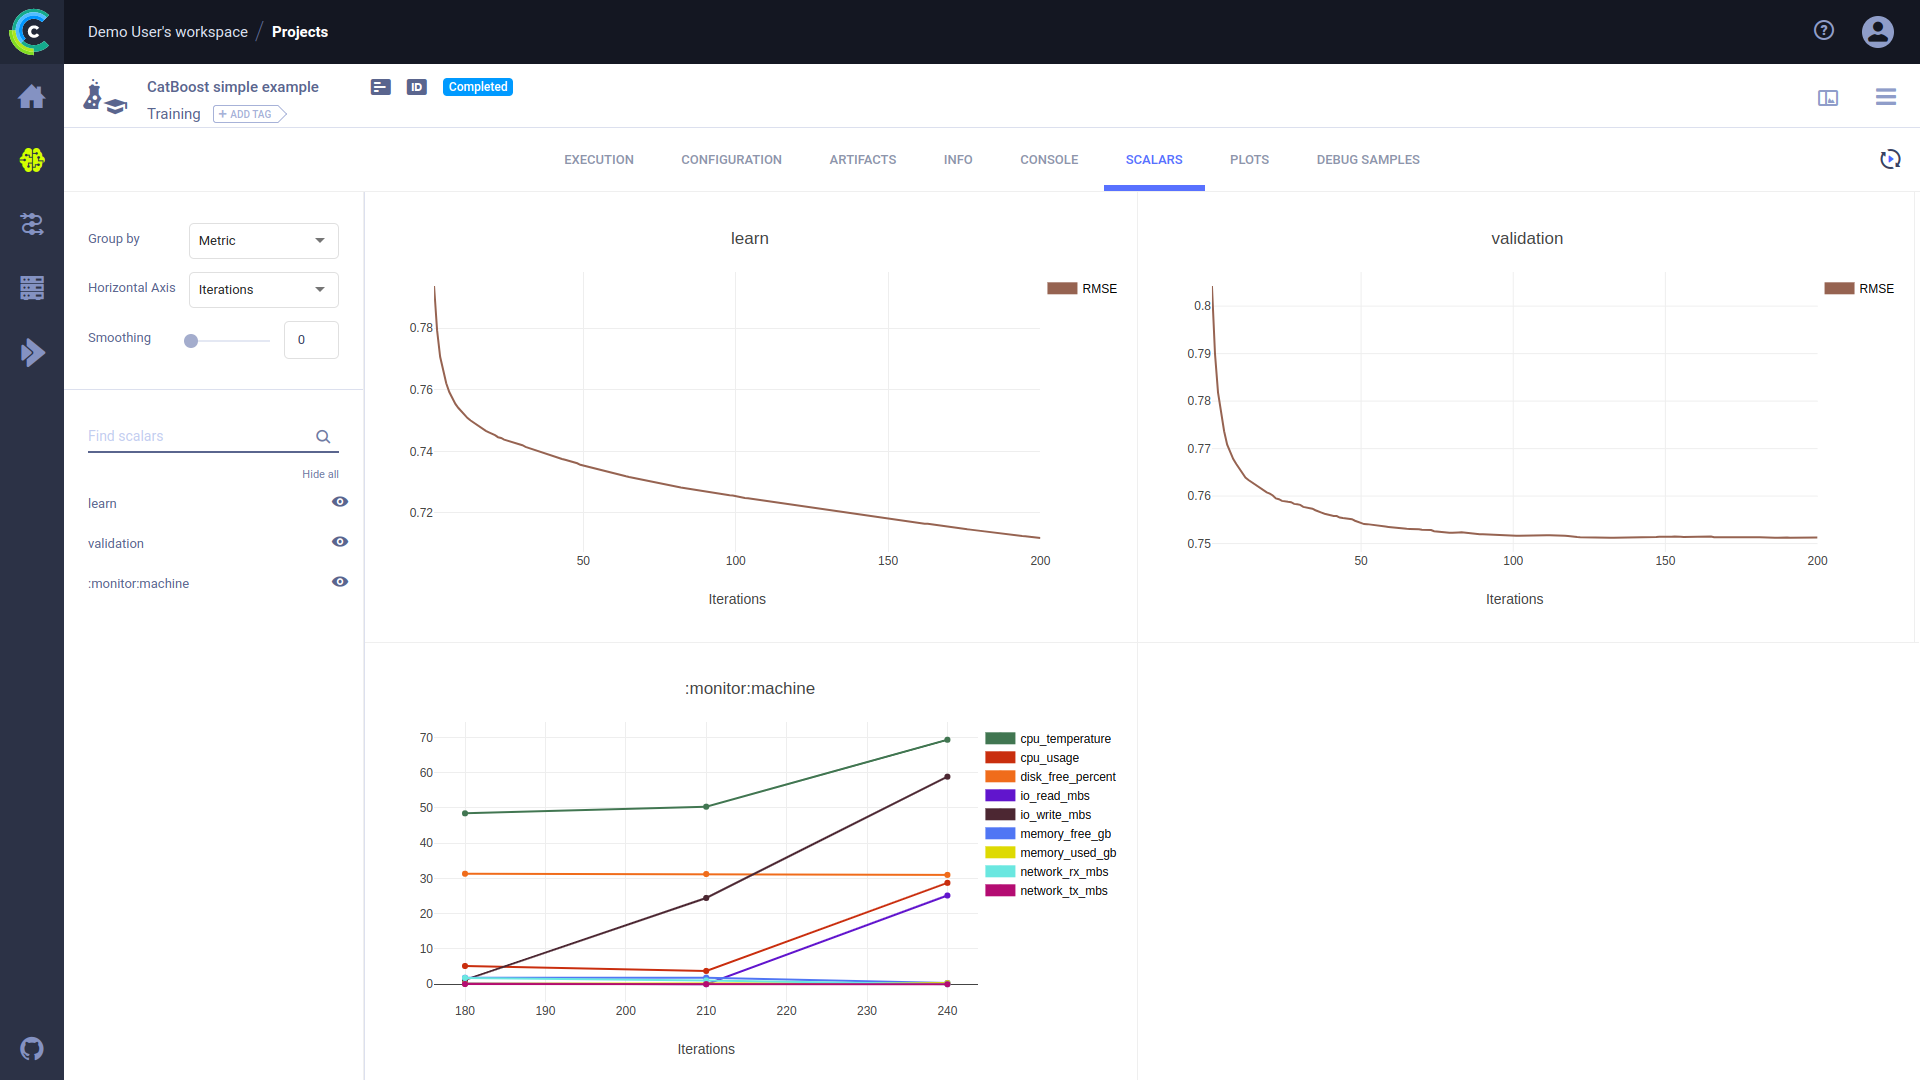 Demo User's workspace / Projects
CatBoost simple example
ID
Completed
Training
+ ADD TAG
EXECUTION CONFIGURATION ARTIFACTS INFO CONSOLE SCALARS PLOTS DEBUG SAMPLES
Group by Metric
Horizontal Axis Iterations
Smoothing 0
Find scalars
Hide all
learn
validation
:monitor:machine
learn
RMSE
0.78
0.76
0.74
0.72
50 100 150 200
Iterations
validation
RMSE
0.8
0.79
0.78
0.77
0.76
0.75
50 100 150 200
Iterations
:monitor:machine
70
60
50
40
30
20
10
0
180 190 200 210 220 230 240
Iterations
cpu_temperature
cpu_usage
disk_free_percent
io_read_mbs
io_write_mbs
memory_free_gb
memory_used_gb
network_rx_mbs
network_tx_mbs